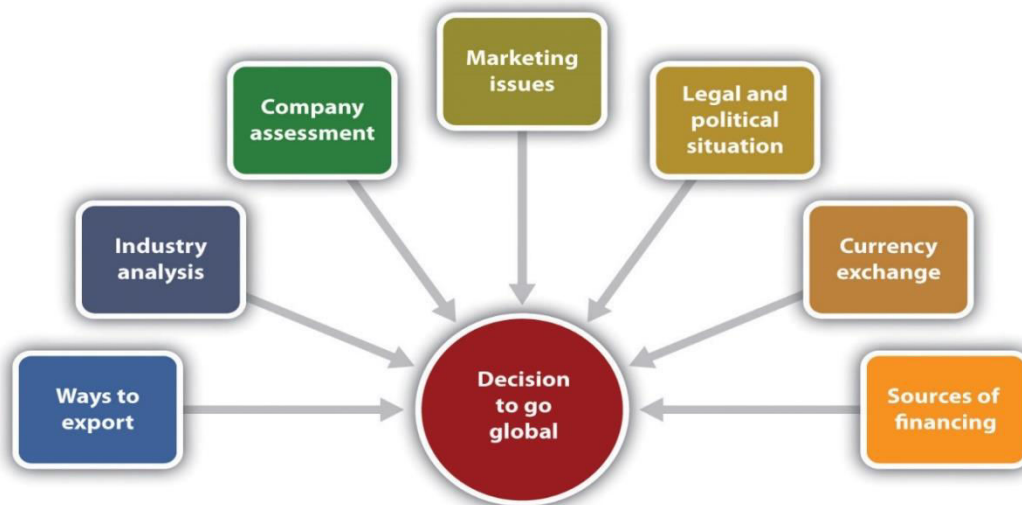 Marketing
issues
Company
assessment
Legal and
political
situation
Industry
analysis
Currency
exchange
Ways to
export
Decision
to go
global
Sources of
financing